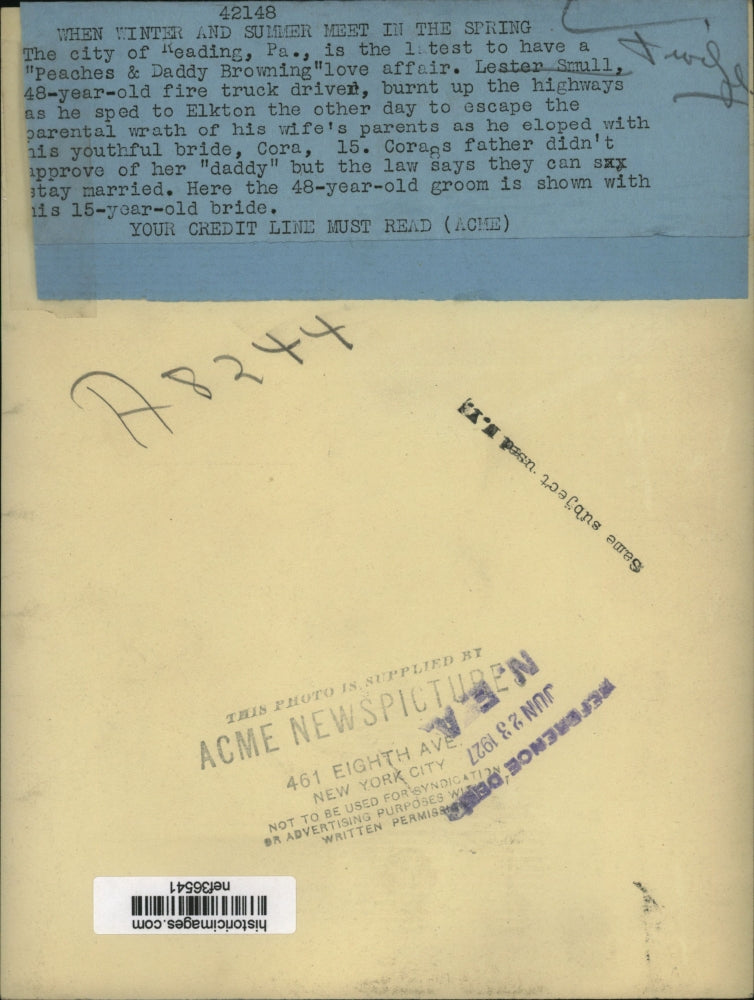 42148
WHEN WINTER AND SUMMER MEET IN THE SPRING
The city of Reading, Pa., is the latest to have a
"Peaches & Daddy Browning"love affair. Lester Smull,
48-year-old fire truck driver, burnt up the highways
as he sped to Elkton the other day to escape the
parental wrath of his wife's parents as he eloped with
his youthful bride, Cora, 15. Coras father didn't
approve of her "daddy" but the law says they can sxx
stay married. Here the 48-year-old groom is shown with
his 15-year-old bride.
YOUR CREDIT LINE MUST READ (ACME)
A8244
Same subject used N.Y.
THIS PHOTO IS SUPPLIED BY
ACME NEWSPICTURES
461 EIGHTH AVE.
NEW YORK CITY
NOT TO BE USED FOR SYNDICATION
OR ADVERTISING PURPOSES WITHOUT
WRITTEN PERMISSION
N.E.A.
JUN 23 1927
REFERENCE DEPT.
historicimages.com
nef36541